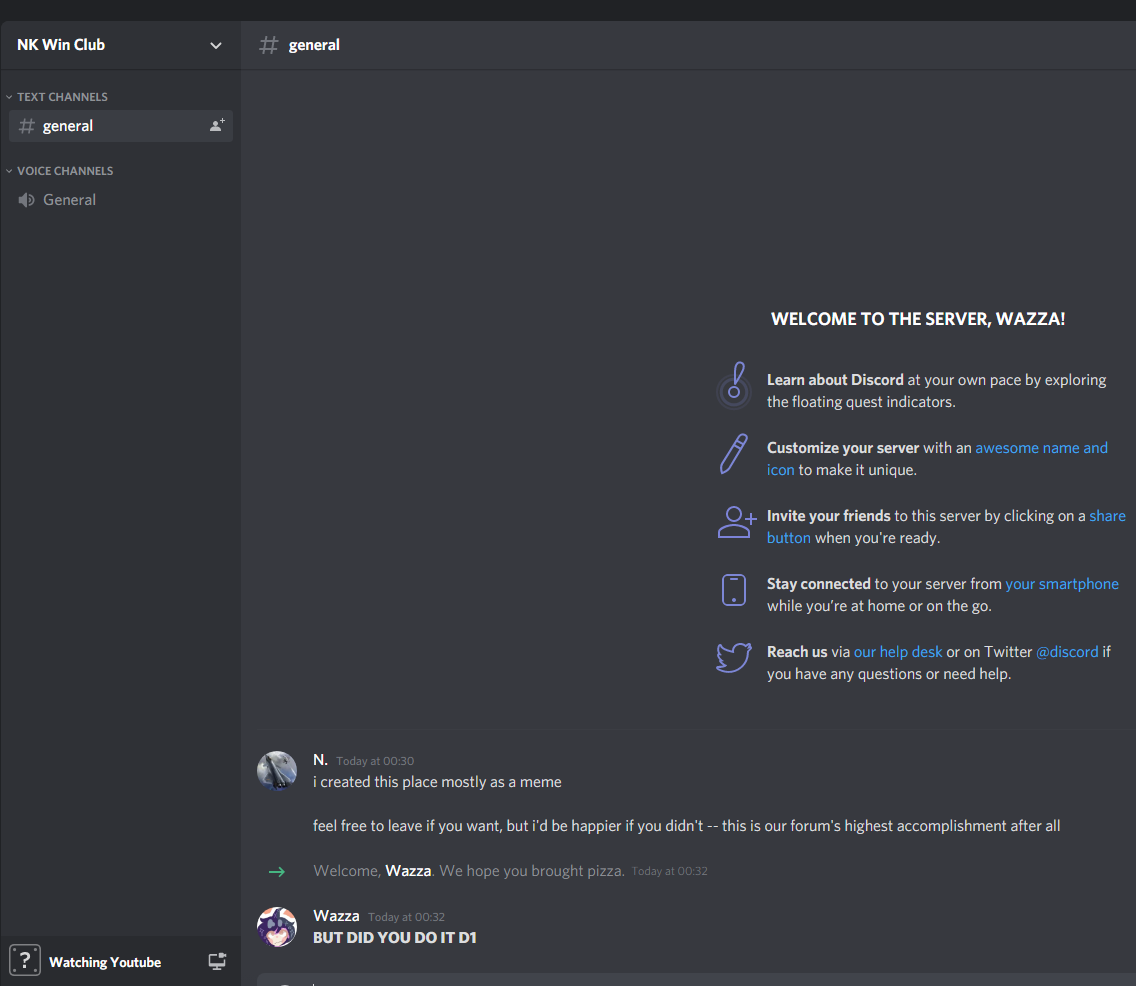 NK Win Club
general
TEXT CHANNELS
general
VOICE CHANNELS
General
WELCOME TO THE SERVER, WAZZA!
Learn about Discord at your own pace by exploring
the floating quest indicators.
Customize your server with an awesome name and
icon to make it unique.
Invite your friends to this server by clicking on a share
button when you're ready.
Stay connected to your server from your smartphone
while you're at home or on the go.
Reach us via our help desk or on Twitter @discord if
you have any questions or need help.
N. Today at 00:30
i created this place mostly as a meme
feel free to leave if you want, but i'd be happier if you didn't -- this is our forum's highest accomplishment after all
Welcome, Wazza. We hope you brought pizza. Today at 00:32
Wazza Today at 00:32
BUT DID YOU DO IT D1
? Watching Youtube